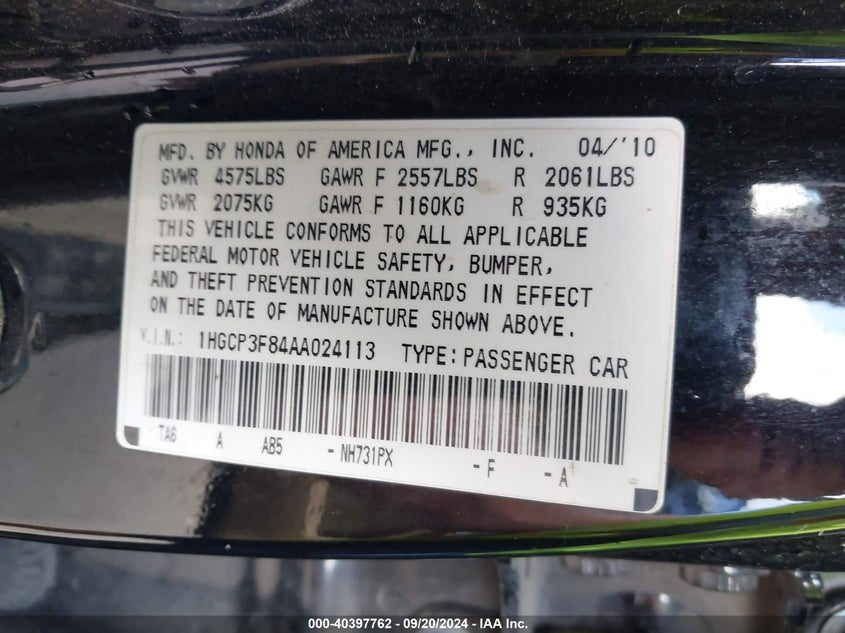 MFD. BY HONDA OF AMERICA MFG., INC. 04/'10
GVWR 4575LBS GAWR F 2557LBS R 2061LBS
GVWR 2075KG GAWR F 1160KG R 935KG
THIS VEHICLE CONFORMS TO ALL APPLICABLE
FEDERAL MOTOR VEHICLE SAFETY, BUMPER,
AND THEFT PREVENTION STANDARDS IN EFFECT
ON THE DATE OF MANUFACTURE SHOWN ABOVE.
V.I.N.: 1HGCP3F84AA024113 TYPE: PASSENGER CAR
- TA6 A AB5 - NH731PX - F - A
000-40397762 / 09/20/2024 - IAA Inc.